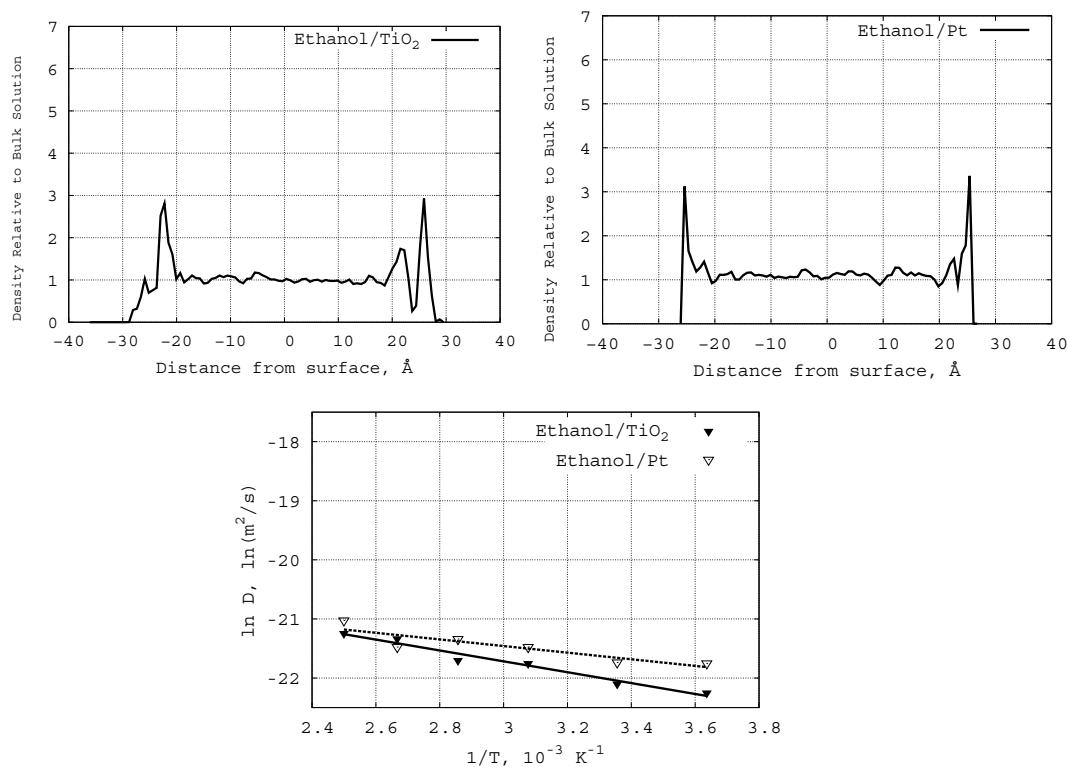 Ethanol/TiO2
Density Relative to Bulk Solution
7
6
5
4
3
2
1
0
-40 -30 -20 -10 0 10 20 30 40
Distance from surface, Å
Ethanol/Pt
Density Relative to Bulk Solution
7
6
5
4
3
2
1
0
-40 -30 -20 -10 0 10 20 30 40
Distance from surface, Å
Ethanol/TiO2
Ethanol/Pt
ln D, ln(m^2/s)
-18
-19
-20
-21
-22
2.4 2.6 2.8 3 3.2 3.4 3.6 3.8
1/T, 10^-3 K^-1